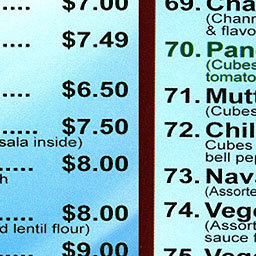 ..... $7.00
..... $7.49
..... $6.50
..... $7.50
sala inside)
..... $8.00
..... $8.00
d lentil flour)
..... $9.00
69. Cha
(Chann
& flavo
70. Pan
(Cubes
tomato
71. Mutt
(Cubes
72. Chil
Cubes
bell pep
73. Nav
(Assorte
74. Vege
(Assort
sauce f
75. Vege